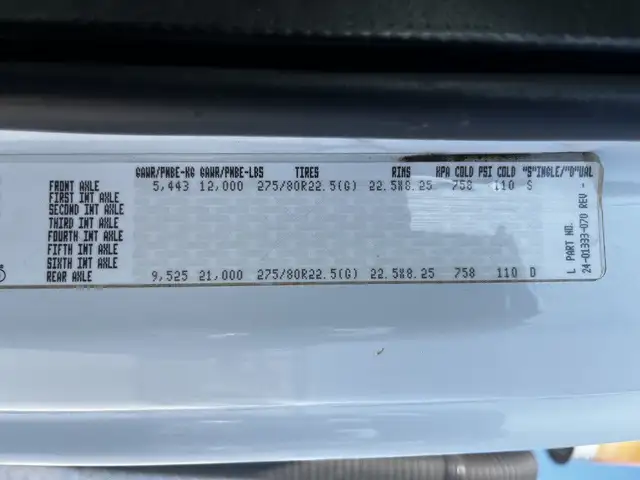 GAWR/PNBE-KG GAWR/PNBE-LBS TIRES RIMS KPA COLD PSI COLD "S"INGLE/"D"UAL
FRONT AXLE 5,443 12,000 275/80R22.5(G) 22.5X8.25 758 110 S
FIRST INT AXLE
SECOND INT AXLE
THIRD INT AXLE
FOURTH INT AXLE
FIFTH INT AXLE
SIXTH INT AXLE
REAR AXLE 9,525 21,000 275/80R22.5(G) 22.5X8.25 758 110 D
L PART NO.
24-01333-070 REV -